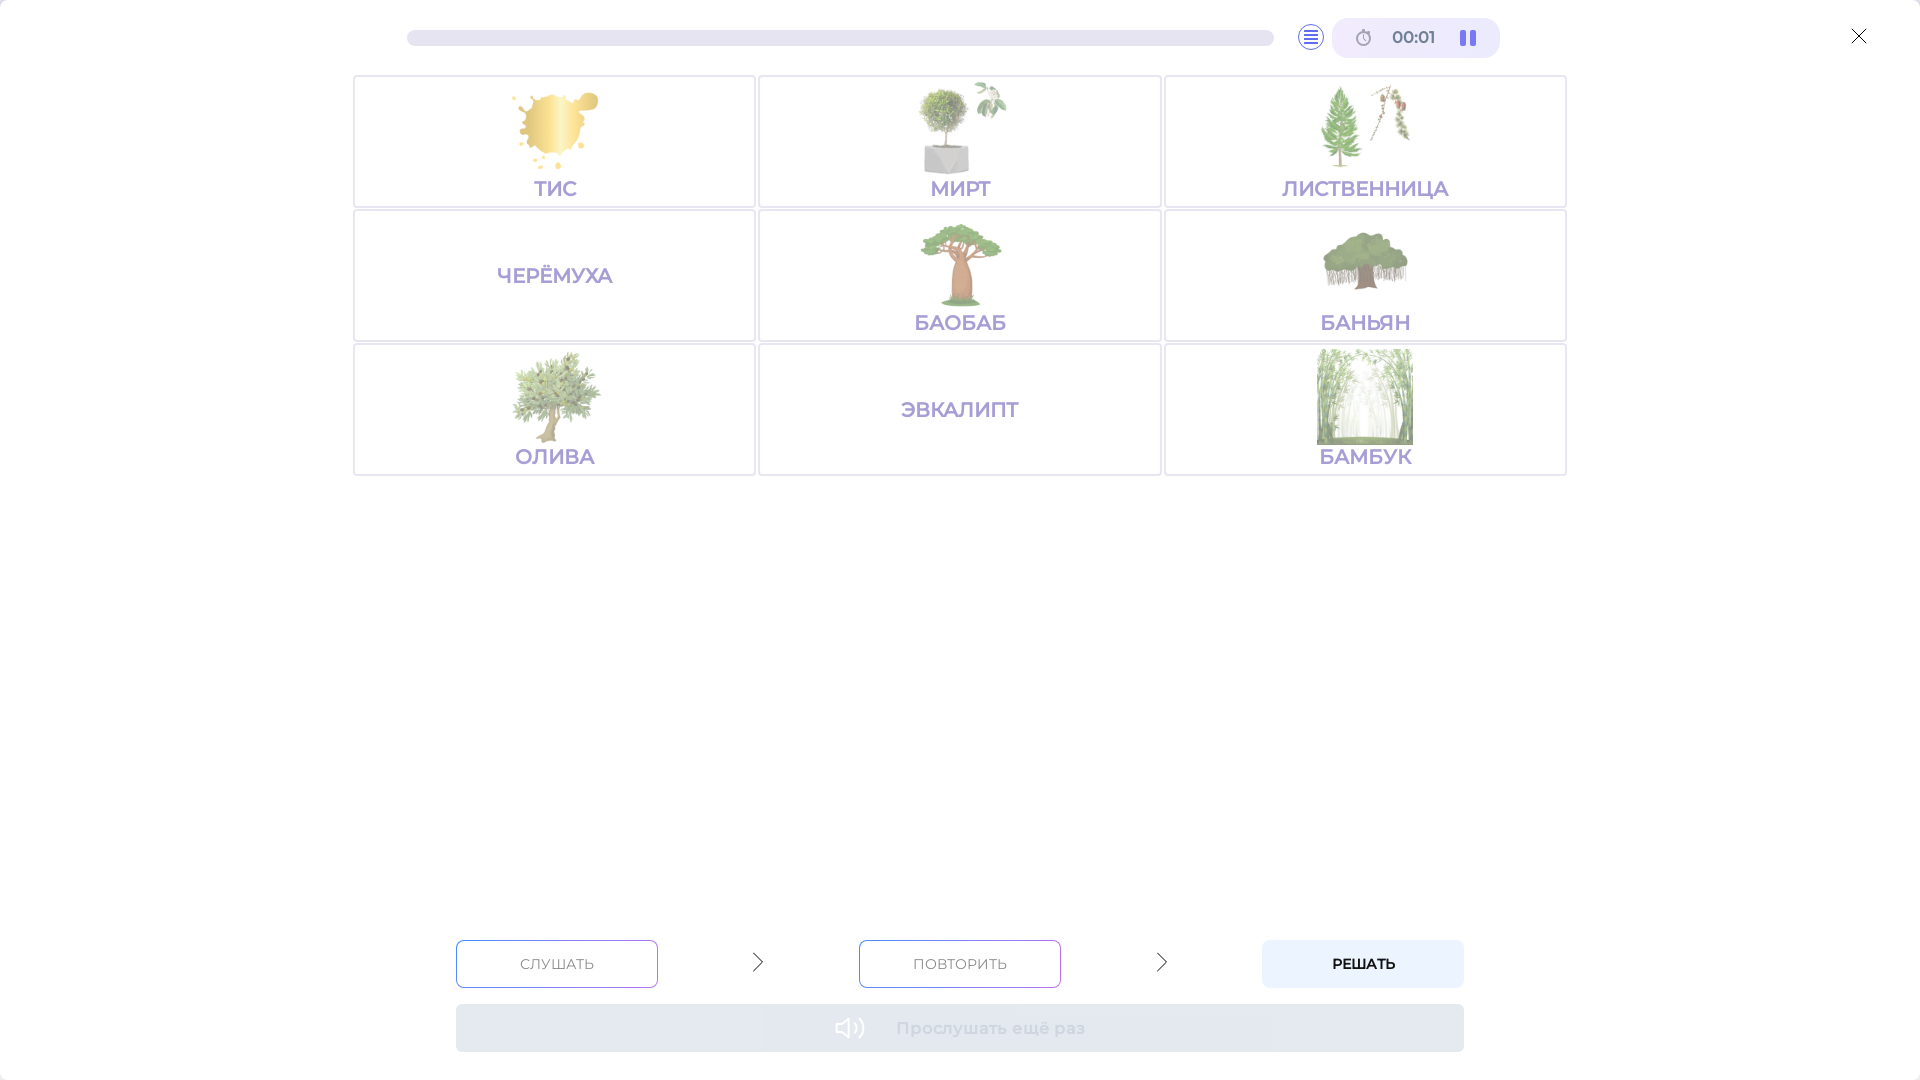 00:01
ТИС
МИРТ
ЛИСТВЕННИЦА
ЧЕРЁМУХА
БАОБАБ
БАНЬЯН
ОЛИВА
ЭВКАЛИПТ
БАМБУК
СЛУШАТЬ
ПОВТОРИТЬ
РЕШАТЬ
Прослушать ещё раз